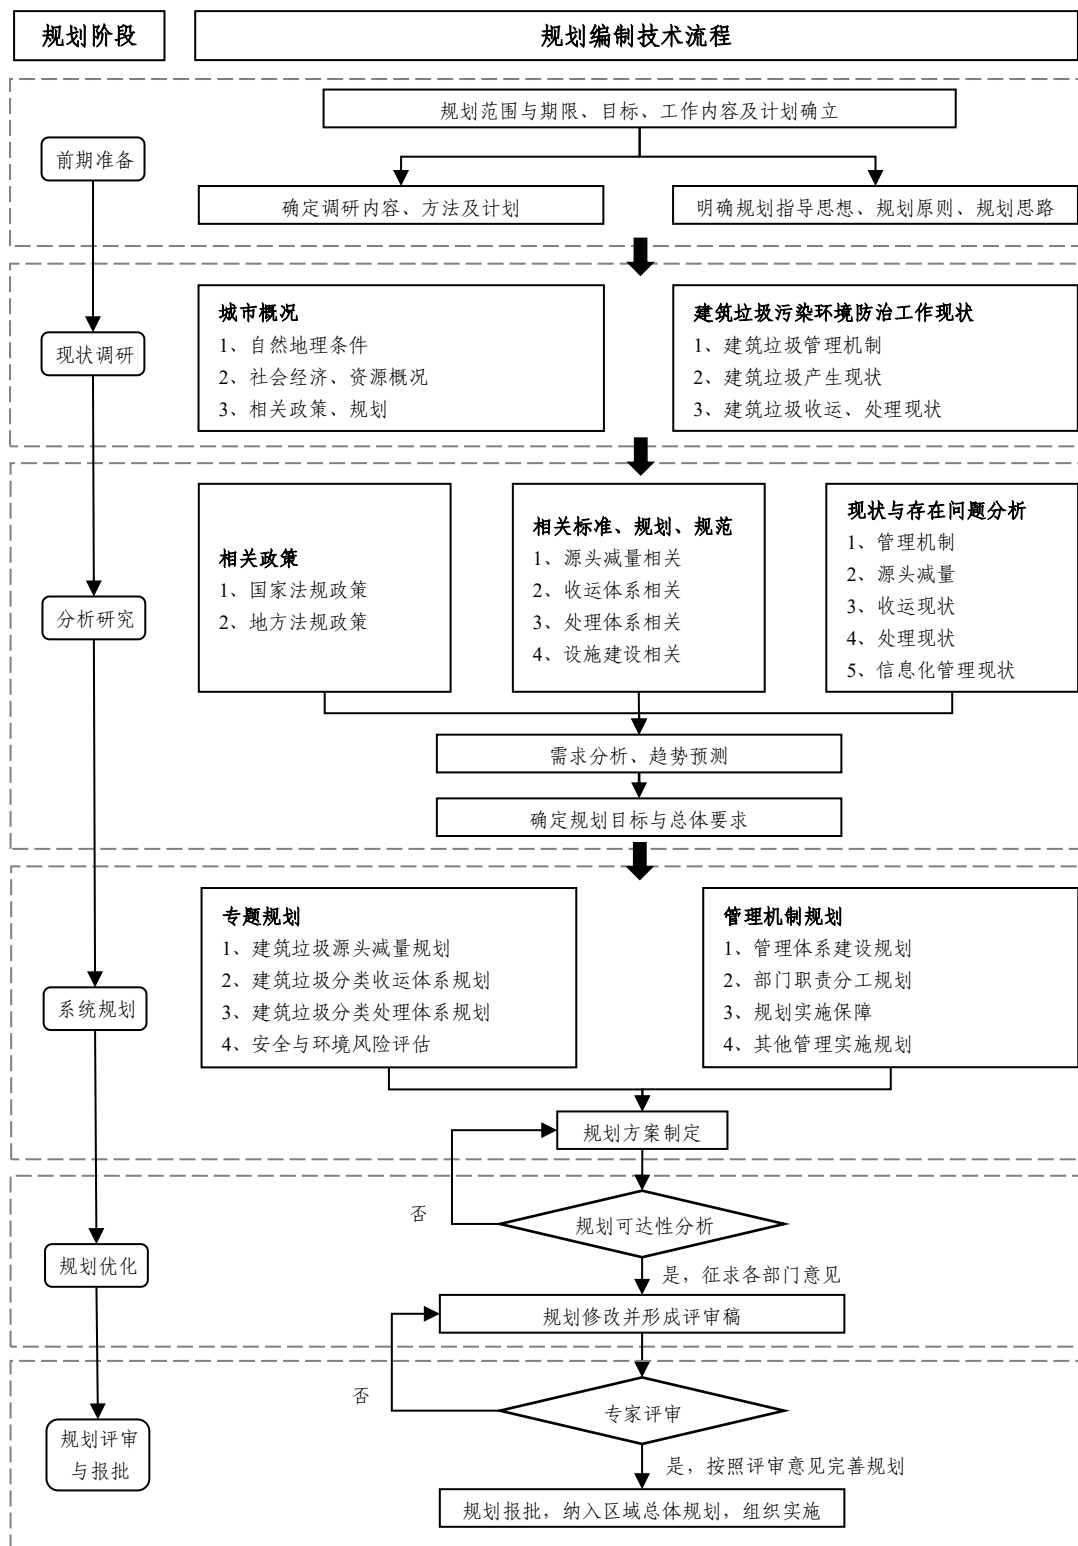 规划阶段
规划编制技术流程
规划范围与期限、目标、工作内容及计划确立
前期准备
确定调研内容、方法及计划
明确规划指导思想、规划原则、规划思路
现状调研
城市概况
1、自然地理条件
2、社会经济、资源概况
3、相关政策、规划
建筑垃圾污染环境防治工作现状
1、建筑垃圾管理机制
2、建筑垃圾产生现状
3、建筑垃圾收运、处理现状
分析研究
相关政策
1、国家法规政策
2、地方法规政策
相关标准、规划、规范
1、源头减量相关
2、收运体系相关
3、处理体系相关
4、设施建设相关
现状与存在问题分析
1、管理机制
2、源头减量
3、收运现状
4、处理现状
5、信息化管理现状
需求分析、趋势预测
确定规划目标与总体要求
系统规划
专题规划
1、建筑垃圾源头减量规划
2、建筑垃圾分类收运体系规划
3、建筑垃圾分类处理体系规划
4、安全与环境风险评估
管理机制规划
1、管理体系建设规划
2、部门职责分工规划
3、规划实施保障
4、其他管理实施规划
规划方案制定
规划优化
否
规划可达性分析
是，征求各部门意见
规划修改并形成评审稿
规划评审
与报批
否
专家评审
是，按照评审意见完善规划
规划报批，纳入区域总体规划，组织实施